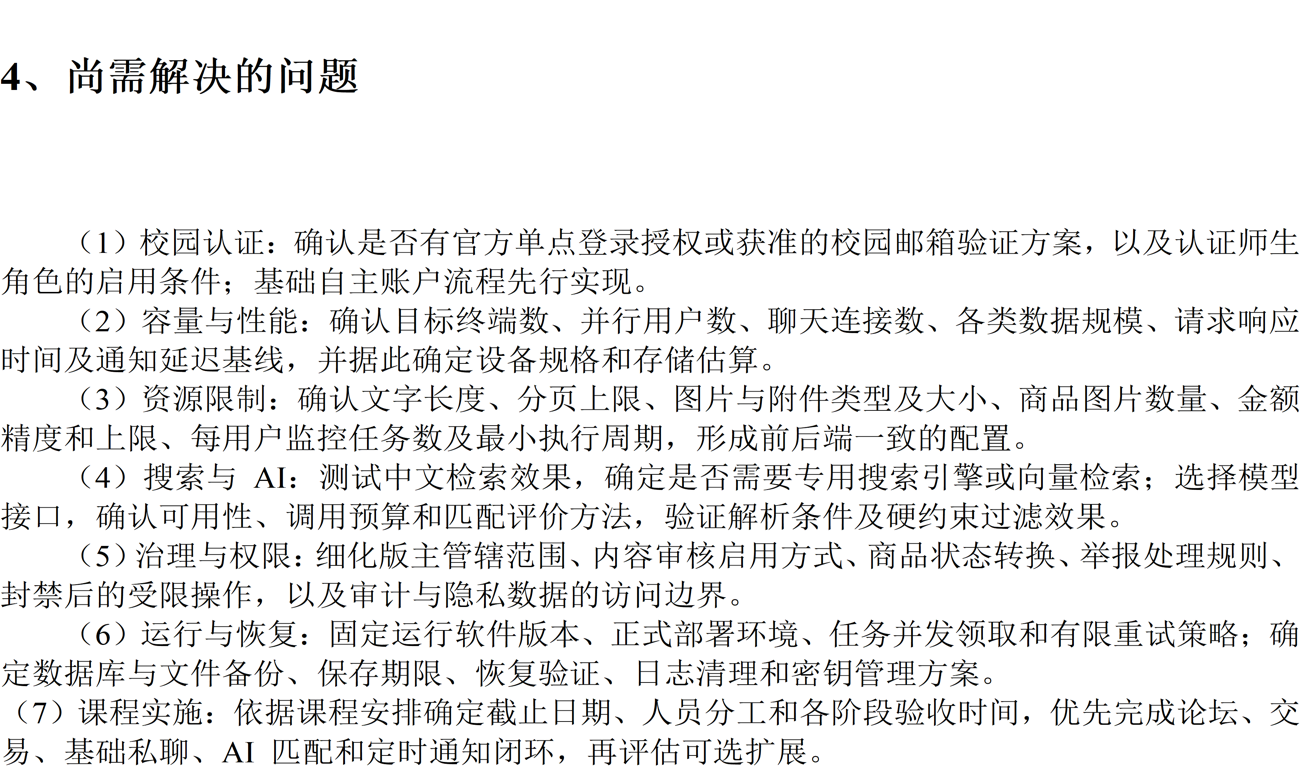 4、尚需解决的问题
（1）校园认证：确认是否有官方单点登录授权或获准的校园邮箱验证方案，以及认证师生
角色的启用条件；基础自主账户流程先行实现。
（2）容量与性能：确认目标终端数、并行用户数、聊天连接数、各类数据规模、请求响应
时间及通知延迟基线，并据此确定设备规格和存储估算。
（3）资源限制：确认文字长度、分页上限、图片与附件类型及大小、商品图片数量、金额
精度和上限、每用户监控任务数及最小执行周期，形成前后端一致的配置。
（4）搜索与 AI：测试中文检索效果，确定是否需要专用搜索引擎或向量检索；选择模型
接口，确认可用性、调用预算和匹配评价方法，验证解析条件及硬约束过滤效果。
（5）治理与权限：细化版主管辖范围、内容审核启用方式、商品状态转换、举报处理规则、
封禁后的受限操作，以及审计与隐私数据的访问边界。
（6）运行与恢复：固定运行软件版本、正式部署环境、任务并发领取和有限重试策略；确
定数据库与文件备份、保存期限、恢复验证、日志清理和密钥管理方案。
（7）课程实施：依据课程安排确定截止日期、人员分工和各阶段验收时间，优先完成论坛、交
易、基础私聊、AI 匹配和定时通知闭环，再评估可选扩展。